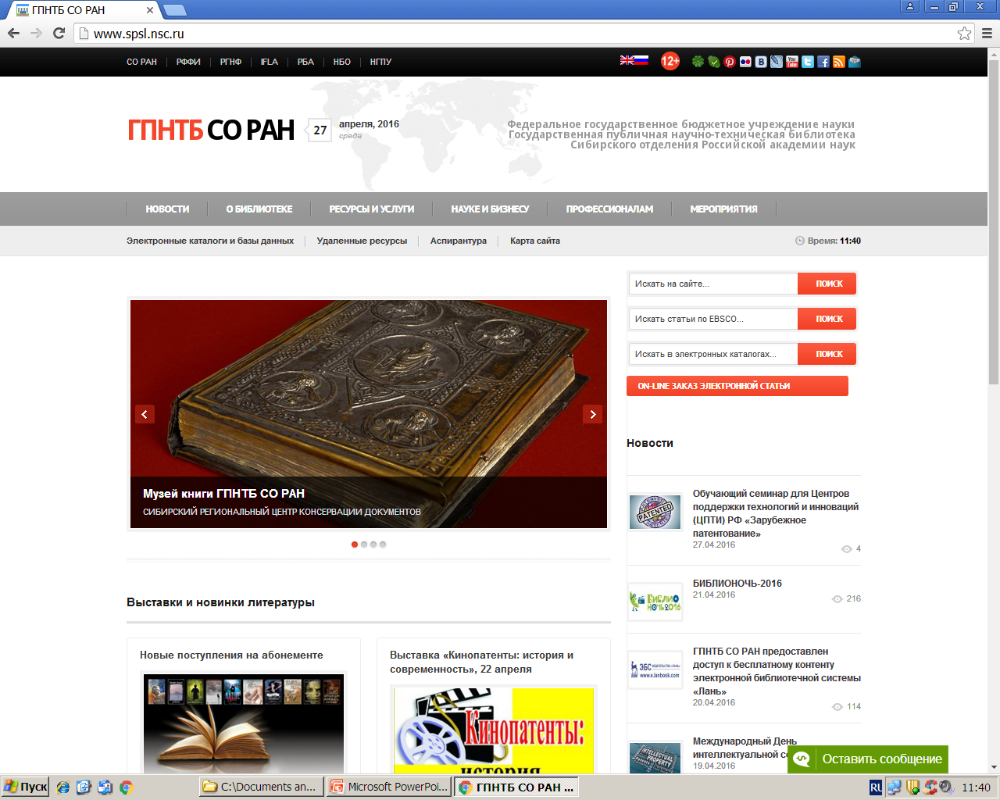 ГПНТБ СО РАН
www.spsl.nsc.ru
СО РАН РФФИ РГНФ IFLA РБА НБО НГПУ
12+
You Tube
ГПНТБ СО РАН
27
апреля, 2016
среда
Федеральное государственное бюджетное учреждение науки
Государственная публичная научно-техническая библиотека
Сибирского отделения Российской академии наук
НОВОСТИ О БИБЛИОТЕКЕ РЕСУРСЫ И УСЛУГИ НАУКЕ И БИЗНЕСУ ПРОФЕССИОНАЛАМ МЕРОПРИЯТИЯ
Электронные каталоги и базы данных Удаленные ресурсы Аспирантура Карта сайта Время: 11:40
Искать на сайте... ПОИСК
Искать статьи по EBSCO... ПОИСК
Искать в электронных каталогах... ПОИСК
ON-LINE ЗАКАЗ ЭЛЕКТРОННОЙ СТАТЬИ
Музей книги ГПНТБ СО РАН
СИБИРСКИЙ РЕГИОНАЛЬНЫЙ ЦЕНТР КОНСЕРВАЦИИ ДОКУМЕНТОВ
Выставки и новинки литературы
Новые поступления на абонементе
Выставка «Кинопатенты: история и
современность», 22 апреля
Кинопатенты:
история
Новости
PATENTED
Обучающий семинар для Центров
поддержки технологий и инноваций
(ЦПТИ) РФ «Зарубежное
патентование»
27.04.2016
4
БИБЛИО
НОЧЬ2016
БИБЛИОНОЧЬ-2016
21.04.2016
216
ЭБС
www.e.lanbook.com
ГПНТБ СО РАН предоставлен
доступ к бесплатному контенту
электронной библиотечной системы
«Лань»
20.04.2016
114
INTELLECTUAL
Международный День
интеллектуальной со
19.04.2016
Оставить сообщение
Пуск
C:\Documents an...
Microsoft PowerPoi...
ГПНТБ СО РАН ...
RU
11:40